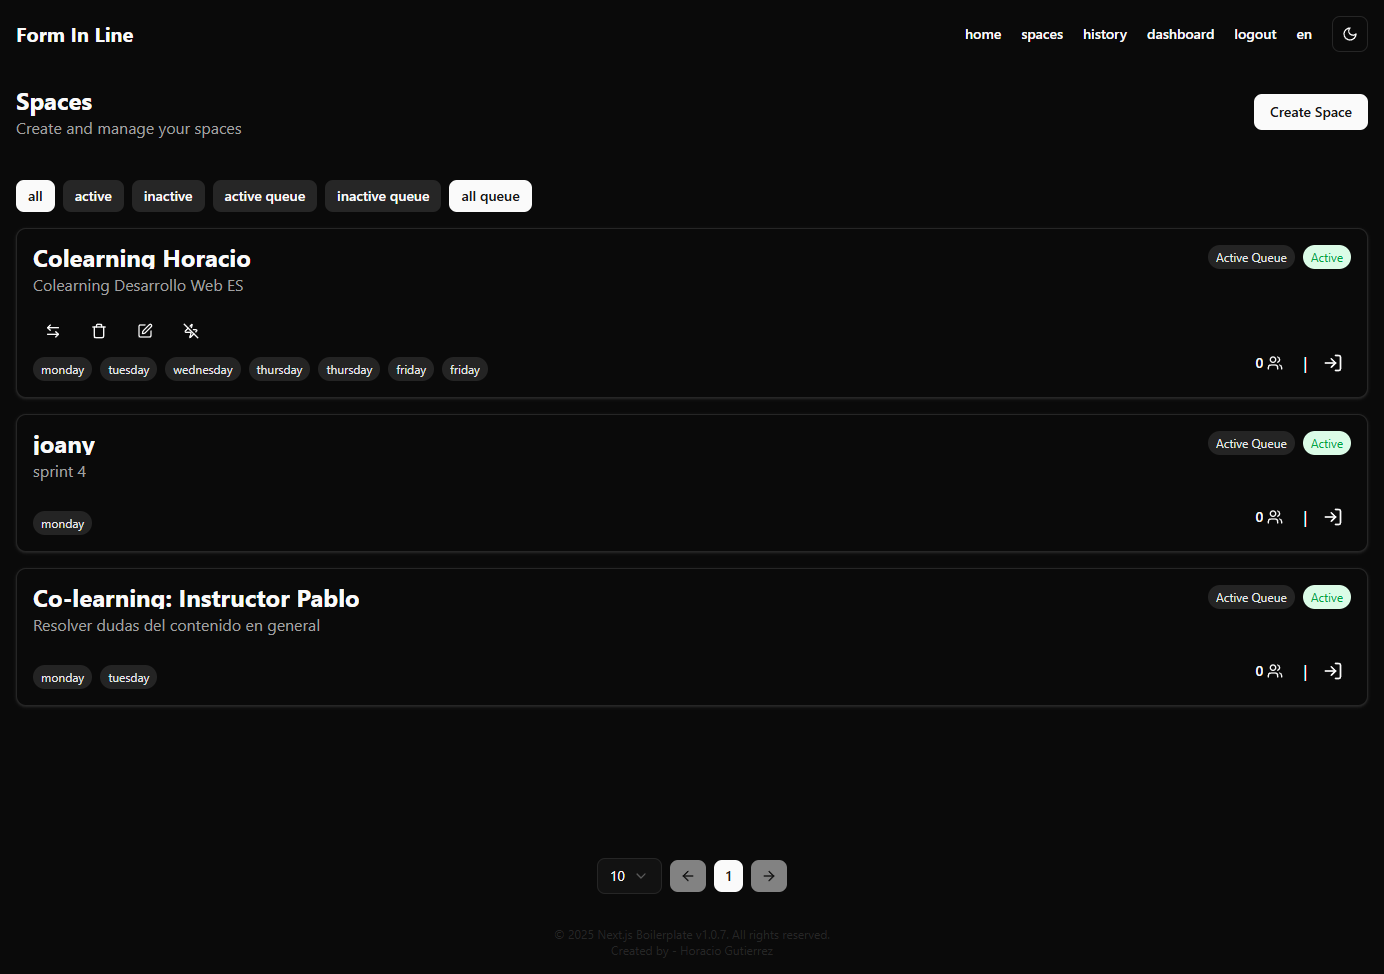 Form In Line
home spaces history dashboard logout en
Spaces
Create and manage your spaces
Create Space
all active inactive active queue inactive queue all queue
Colearning Horacio
Active Queue Active
Colearning Desarrollo Web ES
monday tuesday wednesday thursday thursday friday friday
0 |
joany
Active Queue Active
sprint 4
monday
0 |
Co-learning: Instructor Pablo
Active Queue Active
Resolver dudas del contenido en general
monday tuesday
0 |
10 1
© 2025 Next.js Boilerplate v1.0.7. All rights reserved.
Created by - Horacio Gutierrez